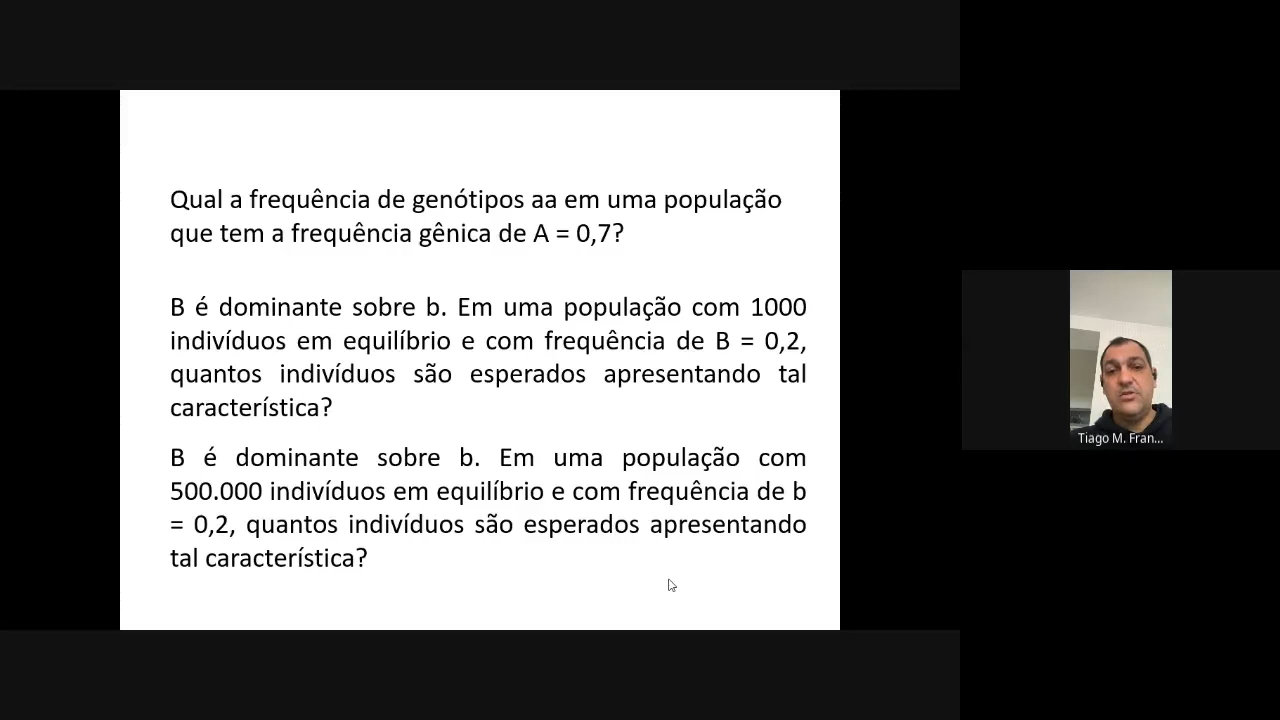 Qual a frequência de genótipos aa em uma população
que tem a frequência gênica de A = 0,7?
B é dominante sobre b. Em uma população com 1000
indivíduos em equilíbrio e com frequência de B = 0,2,
quantos indivíduos são esperados apresentando tal
característica?
B é dominante sobre b. Em uma população com
500.000 indivíduos em equilíbrio e com frequência de b
= 0,2, quantos indivíduos são esperados apresentando
tal característica?
Tiago M. Fran...